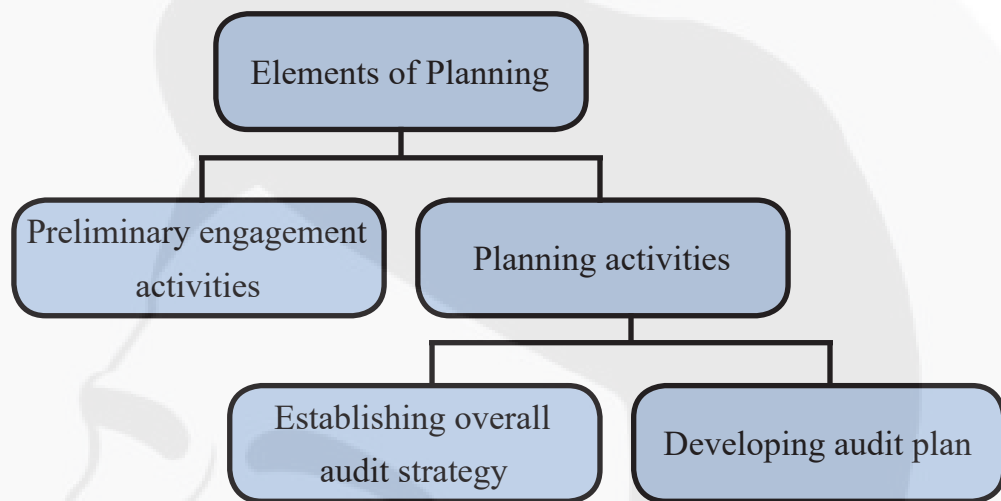 Elements of Planning
Preliminary engagement
activities
Planning activities
Establishing overall
audit strategy
Developing audit plan